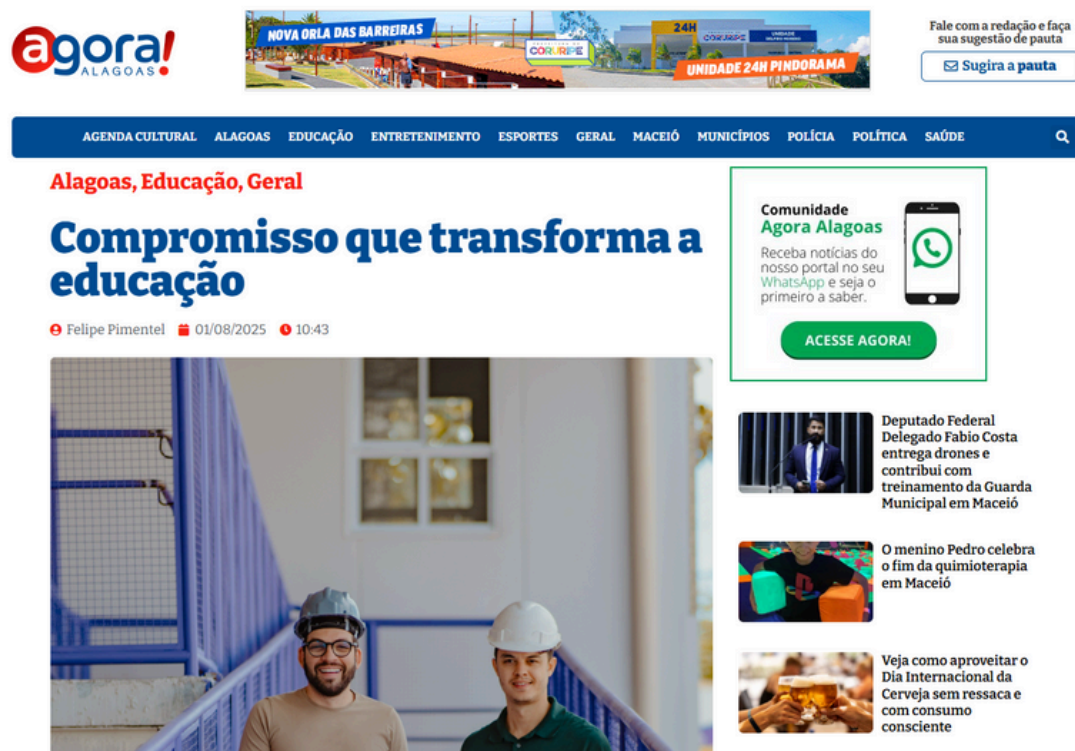 agora!
ALAGOAS
NOVA ORLA DAS BARREIRAS
PREFEITURA DE
CORURIPE
24H
CORURIPE
UNIDADE
UNIDADE 24H PINDORAMA
Fale com a redação e faça
sua sugestão de pauta
Sugira a pauta
AGENDA CULTURAL ALAGOAS EDUCAÇÃO ENTRETENIMENTO ESPORTES GERAL MACEIÓ MUNICÍPIOS POLÍCIA POLÍTICA SAÚDE
Alagoas, Educação, Geral
Compromisso que transforma a
educação
Felipe Pimentel 01/08/2025 10:43
Comunidade
Agora Alagoas
Receba notícias do
nosso portal no seu
WhatsApp e seja o
primeiro a saber.
ACESSE AGORA!
Deputado Federal
Delegado Fabio Costa
entrega drones e
contribui com
treinamento da Guarda
Municipal em Maceió
O menino Pedro celebra
o fim da quimioterapia
em Maceió
Veja como aproveitar o
Dia Internacional da
Cerveja sem ressaca e
com consumo
consciente